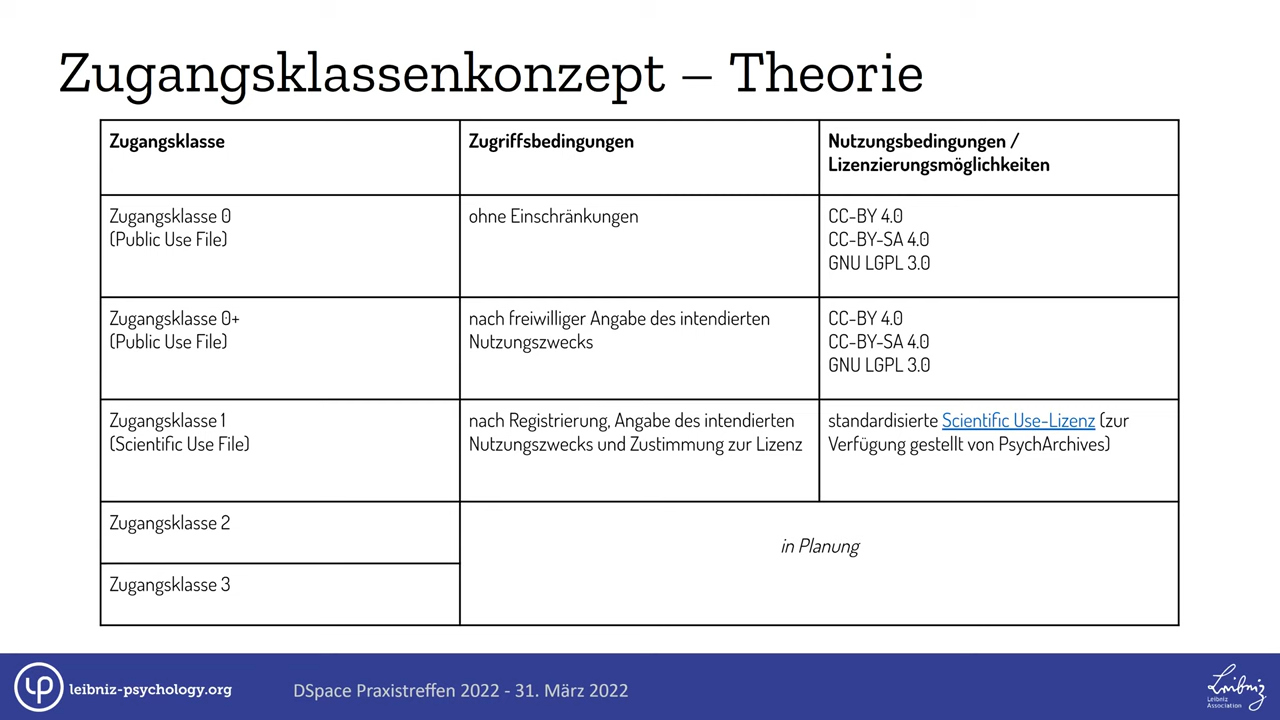 Zugangsklassenkonzept – Theorie
Zugangsklasse
Zugriffsbedingungen
Nutzungsbedingungen /
Lizenzierungsmöglichkeiten
Zugangsklasse 0
(Public Use File)
ohne Einschränkungen
CC-BY 4.0
CC-BY-SA 4.0
GNU LGPL 3.0
Zugangsklasse 0+
(Public Use File)
nach freiwilliger Angabe des intendierten
Nutzungszwecks
CC-BY 4.0
CC-BY-SA 4.0
GNU LGPL 3.0
Zugangsklasse 1
(Scientific Use File)
nach Registrierung, Angabe des intendierten
Nutzungszwecks und Zustimmung zur Lizenz
standardisierte Scientific Use-Lizenz (zur
Verfügung gestellt von PsychArchives)
Zugangsklasse 2
in Planung
Zugangsklasse 3
leibniz-psychology.org
DSpace Praxistreffen 2022 - 31. März 2022
Leibniz
Leibniz
Association